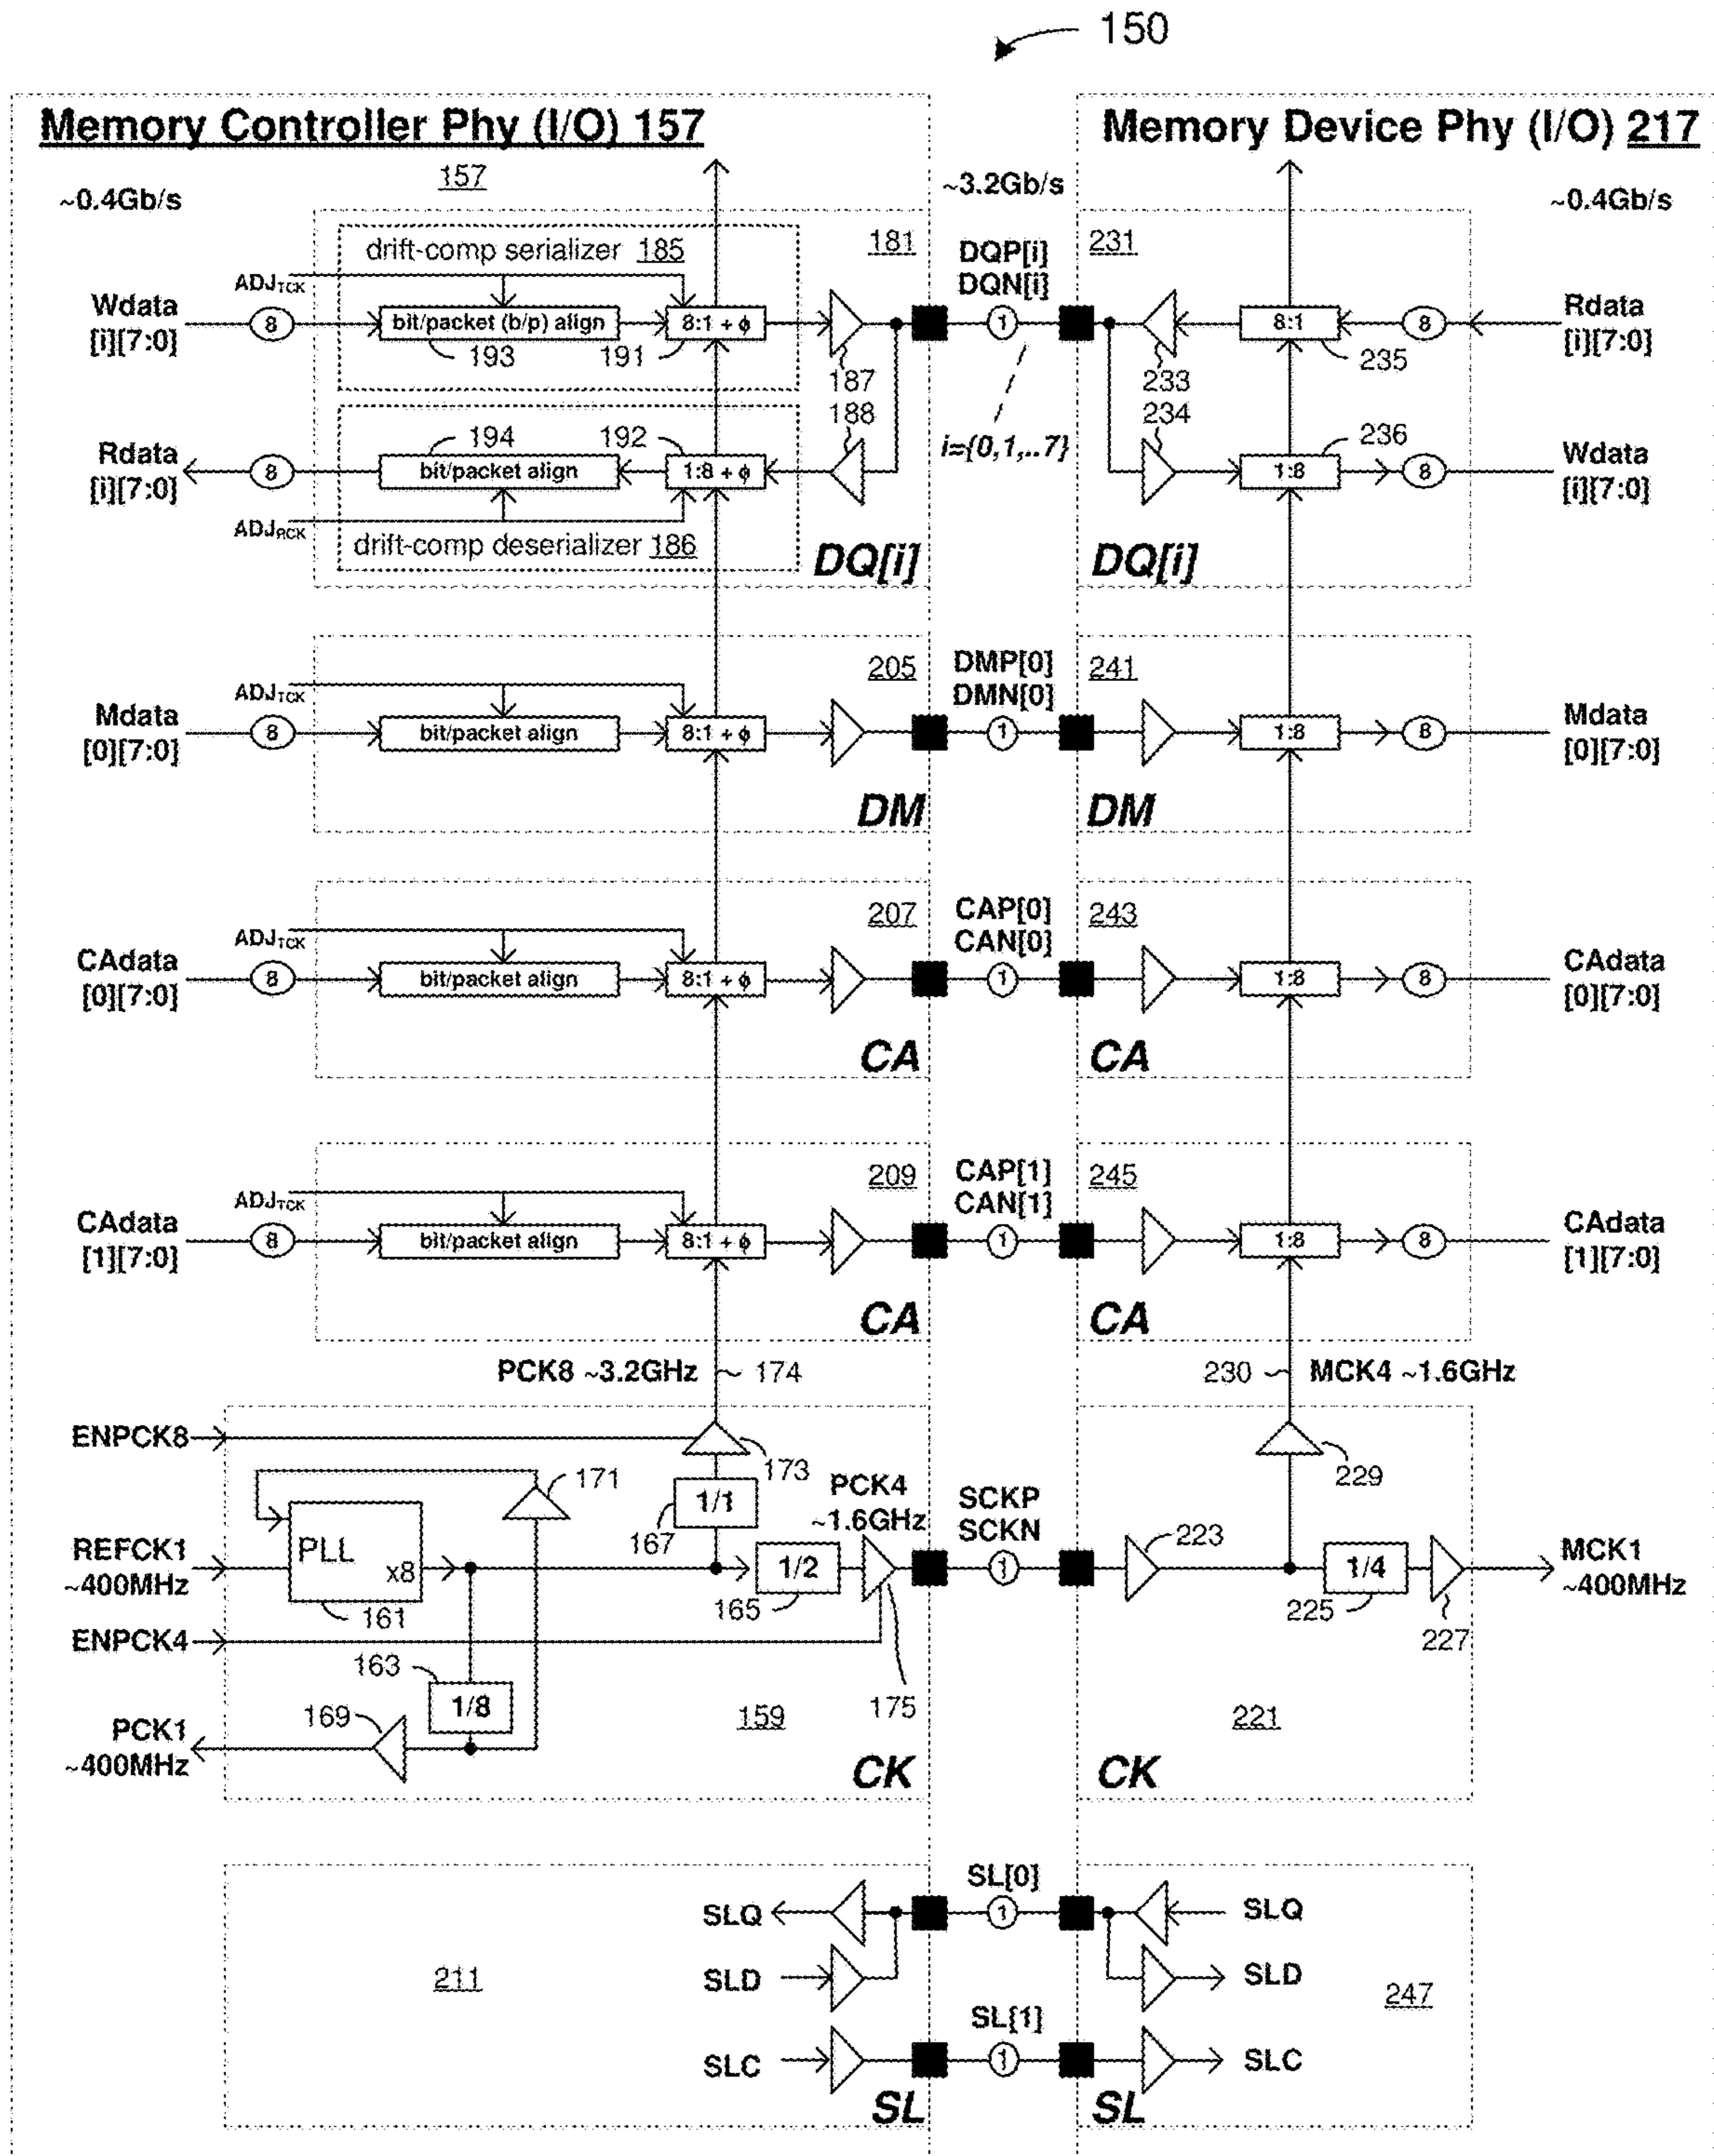 150
Memory Controller Phy (I/O) 157
Memory Device Phy (I/O) 217
~0.4Gb/s
157
~3.2Gb/s
~0.4Gb/s
drift-comp serializer 185
181
DQP[i]
DQN[i]
231
ADJTCK
Wdata
[i][7:0]
8
bit/packet (b/p) align
8:1 + ϕ
193
191
187
1
233
8:1
235
8
Rdata
[i][7:0]
188
234
i={0,1,..7}
194
192
236
Rdata
[i][7:0]
8
bit/packet align
1:8 + ϕ
1:8
8
Wdata
[i][7:0]
ADJRCK
drift-comp deserializer 186
DQ[i]
DQ[i]
205
DMP[0]
DMN[0]
241
ADJTCK
Mdata
[0][7:0]
8
bit/packet align
8:1 + ϕ
1
1:8
8
Mdata
[0][7:0]
DM
DM
207
CAP[0]
CAN[0]
243
ADJTCK
CAdata
[0][7:0]
8
bit/packet align
8:1 + ϕ
1
1:8
8
CAdata
[0][7:0]
CA
CA
209
CAP[1]
CAN[1]
245
ADJTCK
CAdata
[1][7:0]
8
bit/packet align
8:1 + ϕ
1
1:8
8
CAdata
[1][7:0]
CA
CA
PCK8 ~3.2GHz
174
230
MCK4 ~1.6GHz
ENPCK8
171
173
229
1/1
167
PCK4
~1.6GHz
SCKP
SCKN
223
REFCK1
~400MHz
PLL
x8
161
1/2
165
1
1/4
225
227
MCK1
~400MHz
ENPCK4
163
1/8
175
169
159
221
PCK1
~400MHz
CK
CK
SL[0]
SLQ
1
SLQ
SLD
SLD
211
247
SL[1]
SLC
1
SLC
SL
SL